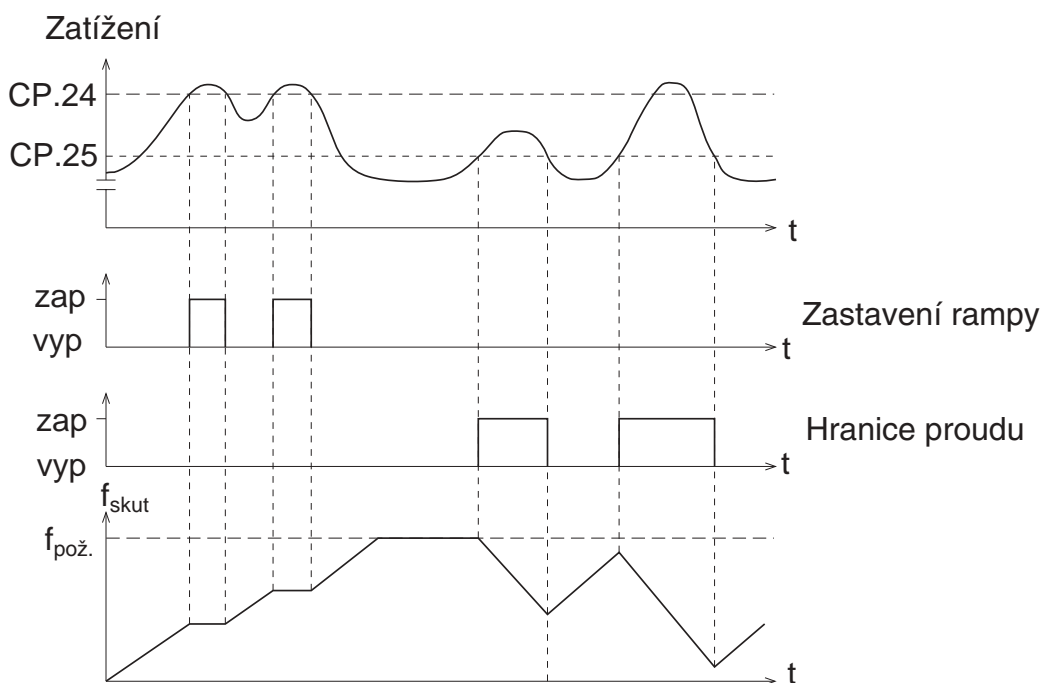 Zatížení
CP.24
CP.25
t
zap
vyp
t
Zastavení rampy
zap
vyp
t
Hranice proudu
fskut
fpož.
t